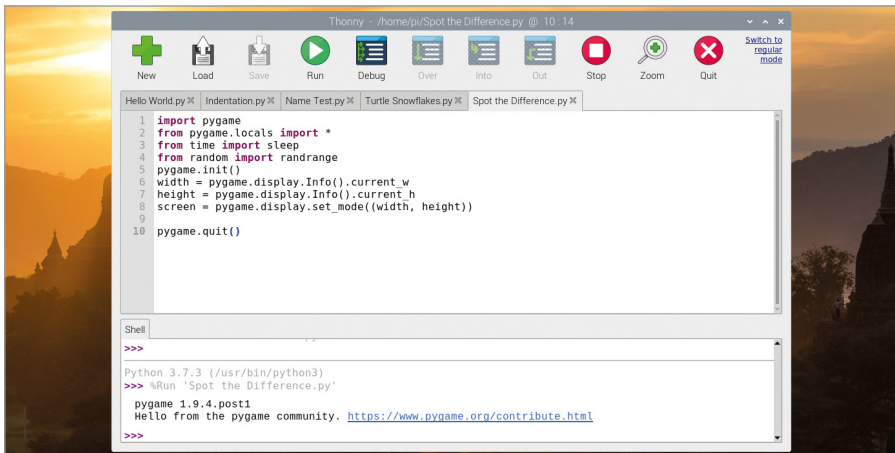 Thonny - /home/pi/Spot the Difference.py @ 10:14
Switch to
regular
mode
New Load Save Run Debug Over Into Out Stop Zoom Quit
Hello World.py Indentation.py Name Test.py Turtle Snowflakes.py Spot the Difference.py
1 import pygame
2 from pygame.locals import *
3 from time import sleep
4 from random import randrange
5 pygame.init()
6 width = pygame.display.Info().current_w
7 height = pygame.display.Info().current_h
8 screen = pygame.display.set_mode((width, height))
9
10 pygame.quit()
Shell
>>>
Python 3.7.3 (/usr/bin/python3)
>>> %Run 'Spot the Difference.py'
pygame 1.9.4.post1
Hello from the pygame community. https://www.pygame.org/contribute.html
>>>